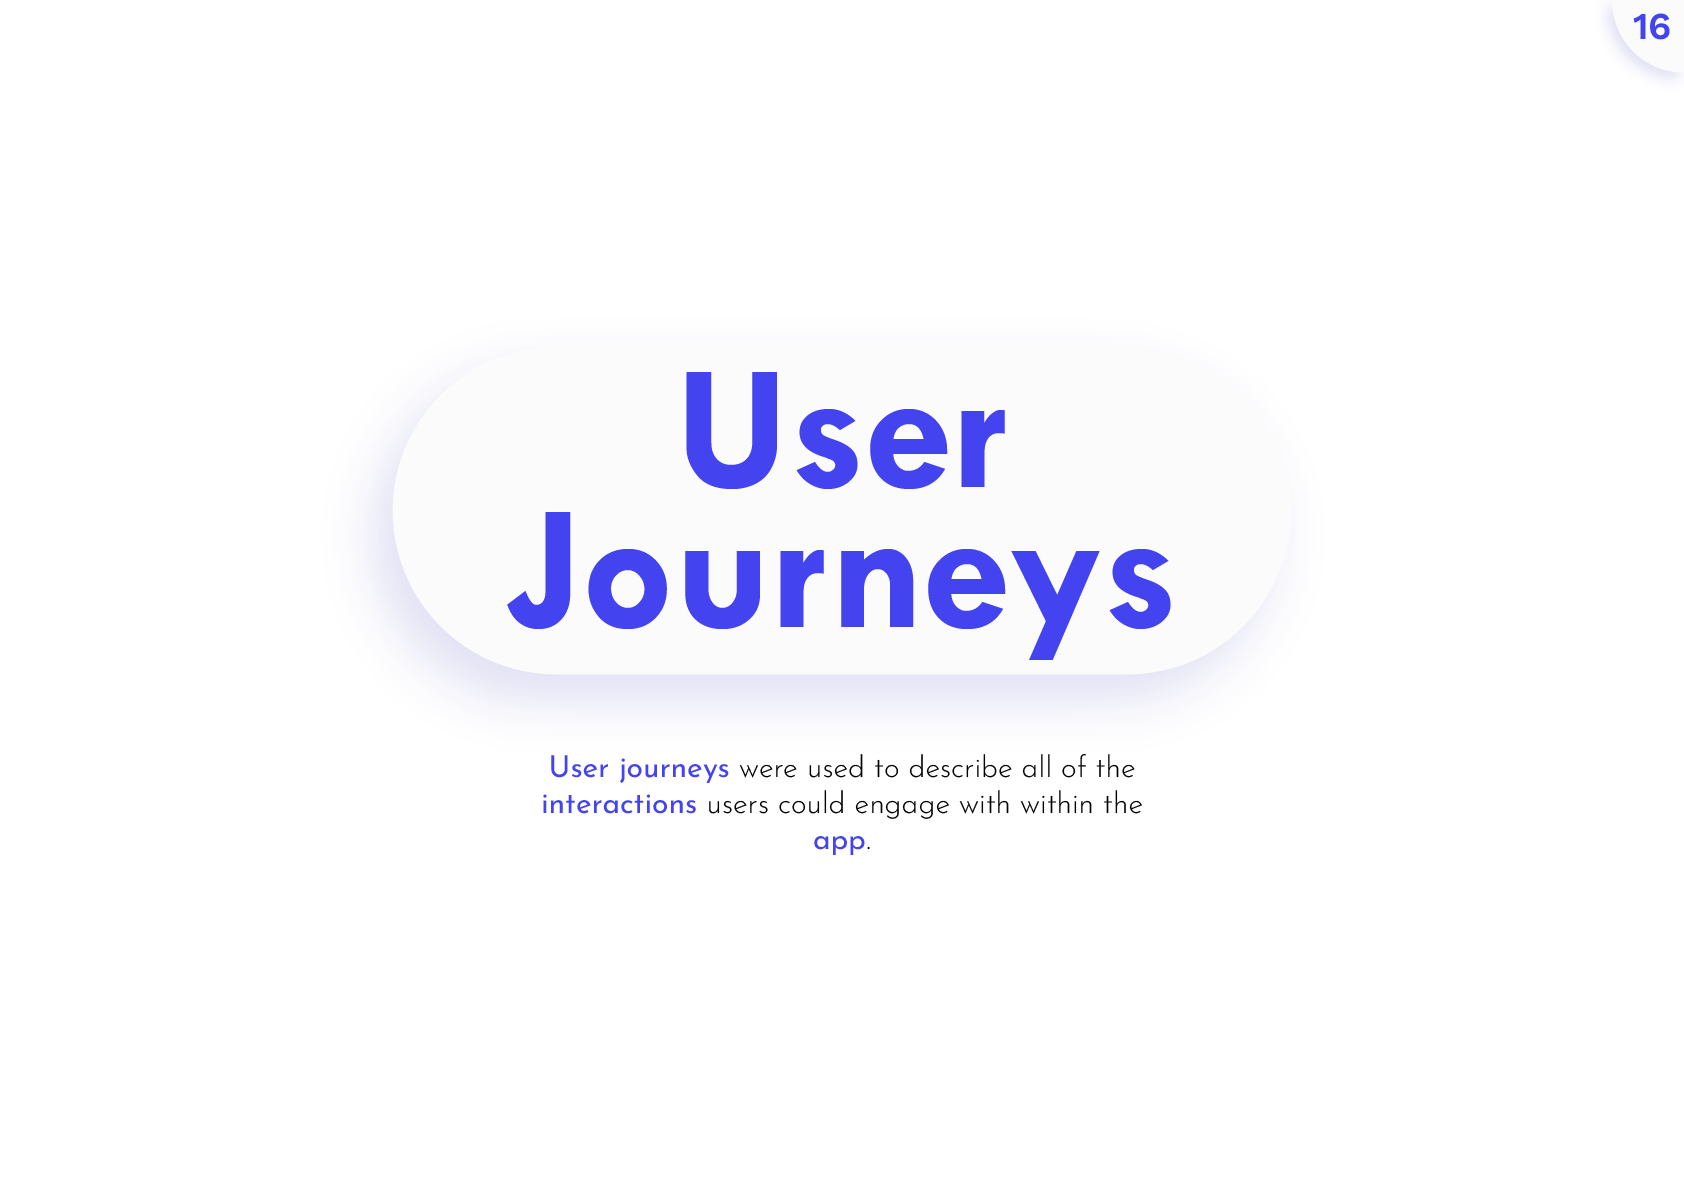 16
User
Journeys
User journeys were used to describe all of the
interactions users could engage with within the
app.